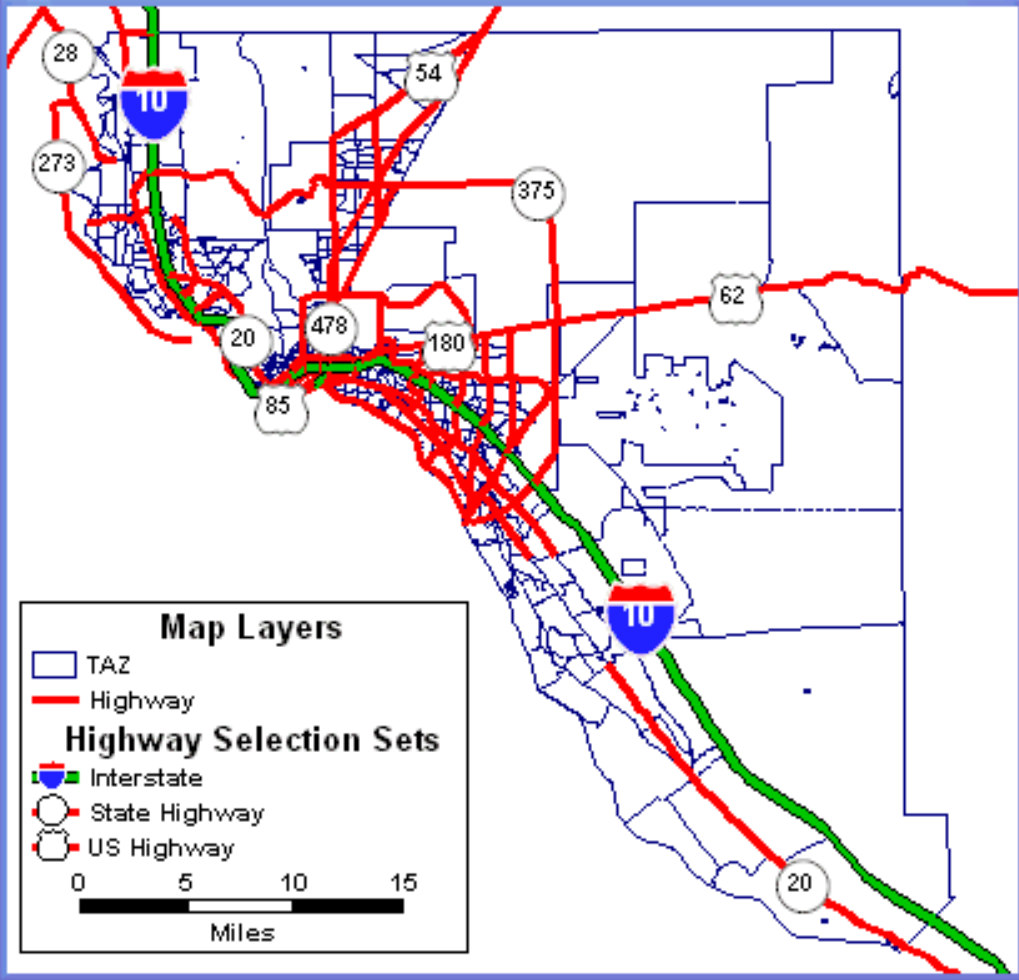 28
54
10
273
375
62
20
478
180
85
10
Map Layers
TAZ
Highway
Highway Selection Sets
Interstate
State Highway
US Highway
0 5 10 15
Miles
20